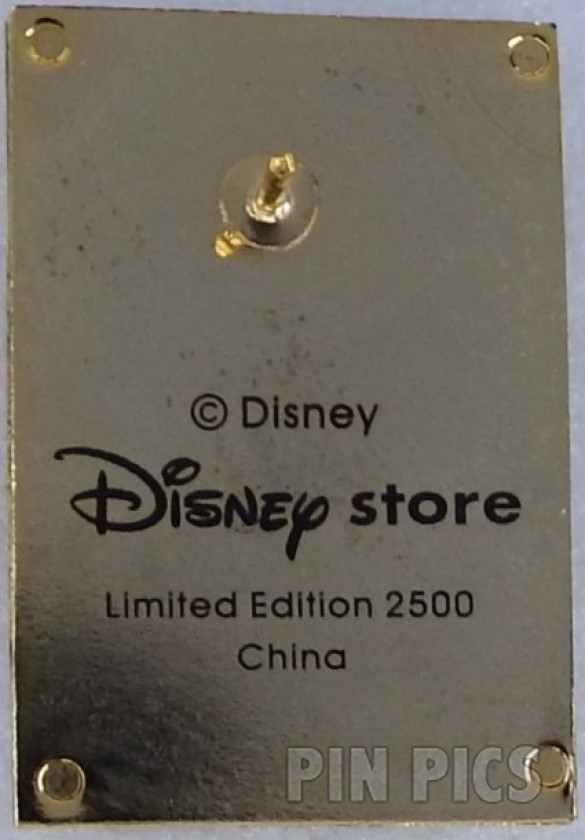 © Disney
Disney store
Limited Edition 2500
China
PIN PICS